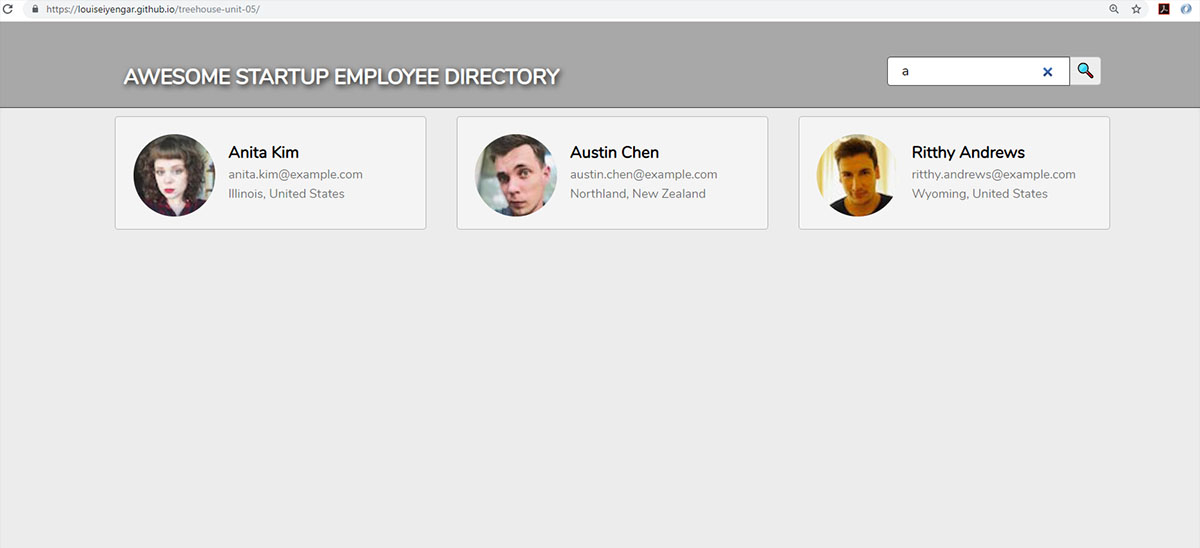 https://louiseiyengar.github.io/treehouse-unit-05/
AWESOME STARTUP EMPLOYEE DIRECTORY
a
Anita Kim
anita.kim@example.com
Illinois, United States
Austin Chen
austin.chen@example.com
Northland, New Zealand
Ritthy Andrews
ritthy.andrews@example.com
Wyoming, United States